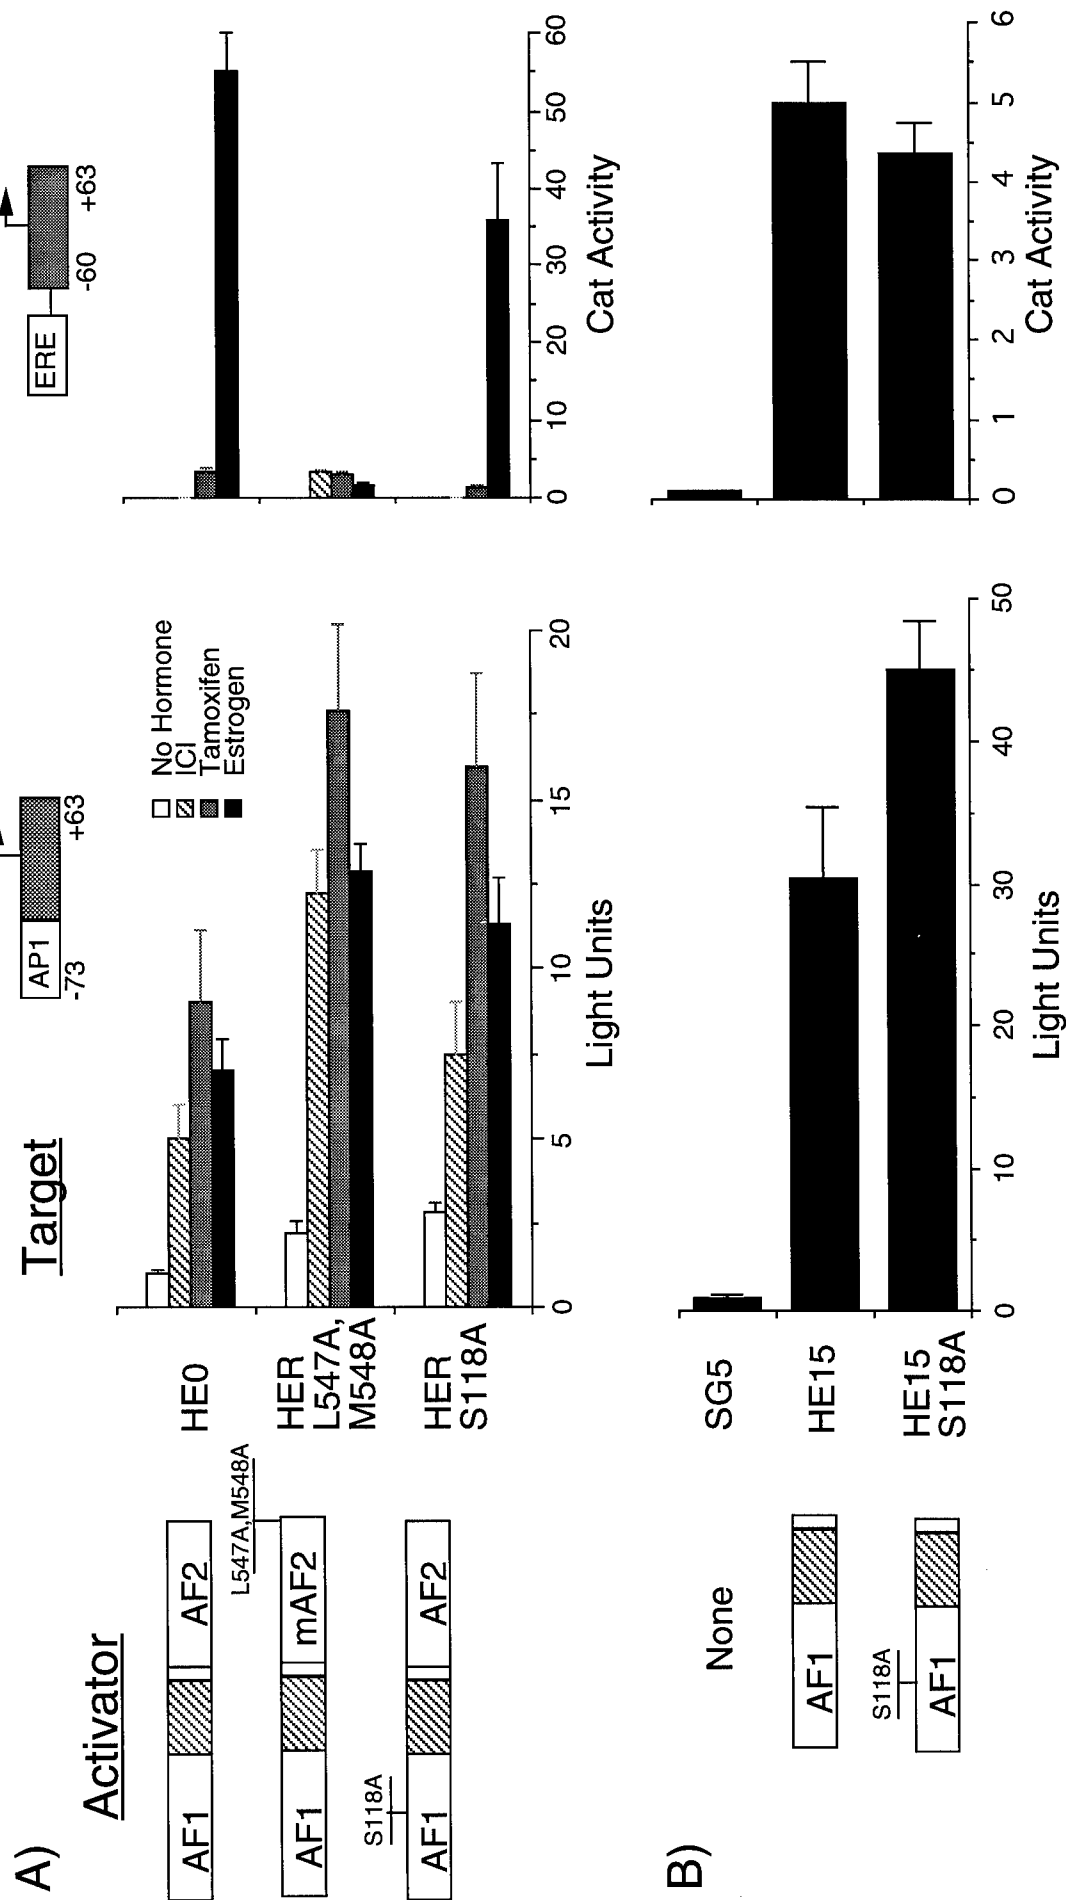 A)
Activator
Target
AP1
-73 +63
ERE
-60 +63
AF1 AF2
HE0
No Hormone
ICI
Tamoxifen
Estrogen
L547A,M548A
AF1 mAF2
HER
L547A,
M548A
S118A
AF1 AF2
HER
S118A
0 5 10 15 20
Light Units
0 10 20 30 40 50 60
Cat Activity
B)
None
SG5
AF1
HE15
S118A
AF1
HE15
S118A
0 10 20 30 40 50
Light Units
0 1 2 3 4 5 6
Cat Activity